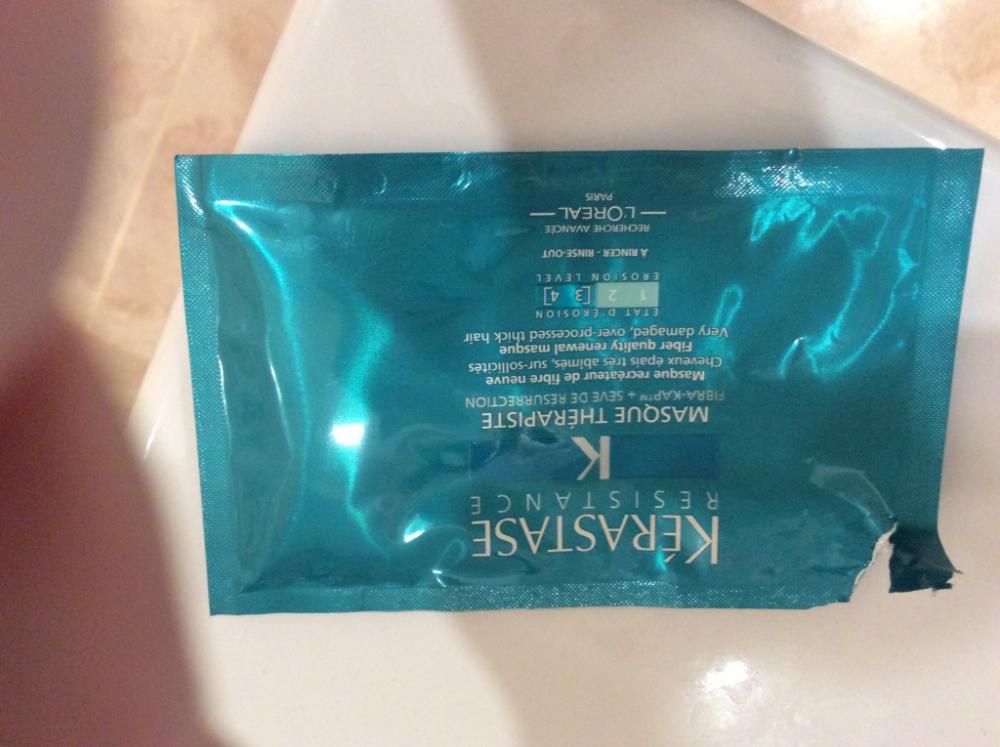 KÉRASTASE
RESISTANCE
K
MASQUE THÉRAPISTE
FIBRA-KAP™ + SÈVE DE RÉSURRECTION
Masque recréateur de fibre neuve
Cheveux épais très abîmés, sur-sollicités
Fiber quality renewal masque
Very damaged, over-processed thick hair
ETAT D'EROSION
1 2 [3 4]
EROSION LEVEL
A RINCER - RINSE-OUT
RECHERCHE AVANCÉE
L'ORÉAL
PARIS